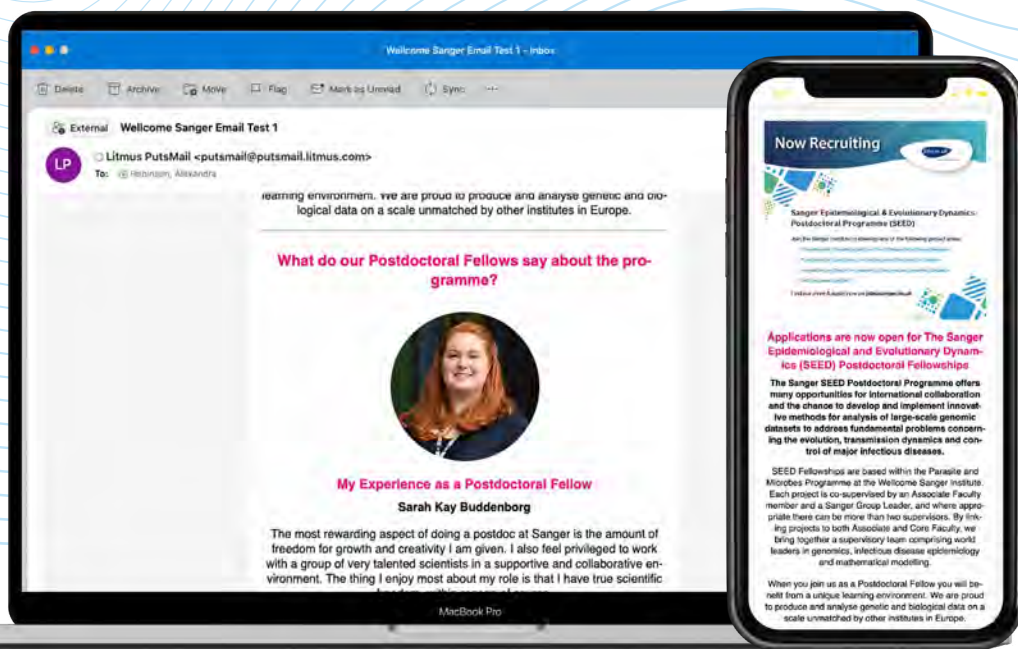 Wellcome Sanger Email Test 1 – Inbox
Delete Archive Move Flag Mark as Unread Sync ...
External Wellcome Sanger Email Test 1
LP
Litmus PutsMail <putsmail@putsmail.litmus.com>
To: Robinson, Alexandra
learning environment. We are proud to produce and analyse genetic and bio-
logical data on a scale unmatched by other institutes in Europe.
What do our Postdoctoral Fellows say about the pro-
gramme?
My Experience as a Postdoctoral Fellow
Sarah Kay Buddenborg
The most rewarding aspect of doing a postdoc at Sanger is the amount of
freedom for growth and creativity I am given. I also feel privileged to work
with a group of very talented scientists in a supportive and collaborative en-
vironment. The thing I enjoy most about my role is that I have true scientific
MacBook Pro
Now Recruiting
Sanger Epidemiological & Evolutionary Dynamics
Postdoctoral Programme (SEED)
Applications are now open for The Sanger
Epidemiological and Evolutionary Dynam-
ics (SEED) Postdoctoral Fellowships
The Sanger SEED Postdoctoral Programme offers
many opportunities for international collaboration
and the chance to develop and implement innovat-
ive methods for analysis of large-scale genomic
datasets to address fundamental problems concern-
ing the evolution, transmission dynamics and con-
trol of major infectious diseases.
SEED Fellowships are based within the Parasite and
Microbes Programme at the Wellcome Sanger Institute.
Each project is co-supervised by an Associate Faculty
member and a Sanger Group Leader, and where appro-
priate there can be more than two supervisors. By link-
ing projects to both Associate and Core Faculty, we
bring together a supervisory team comprising world
leaders in genomics, infectious disease epidemiology
and mathematical modelling.
When you join us as a Postdoctoral Fellow you will be-
nefit from a unique learning environment. We are proud
to produce and analyse genetic and biological data on a
scale unmatched by other institutes in Europe.